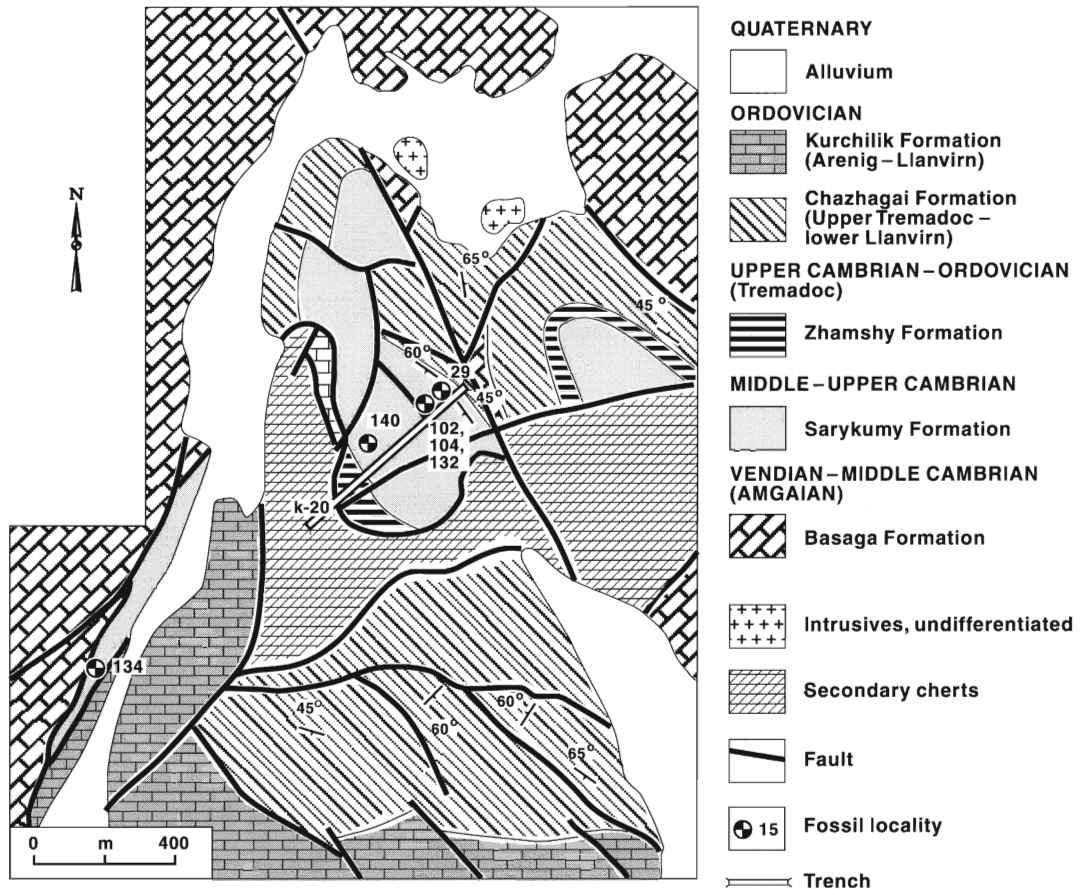 N
65°
45°
60°
29
45°
140
102,
104,
132
k-20
134
45°
60°
60°
65°
0 m 400
QUATERNARY
Alluvium
ORDOVICIAN
Kurchilik Formation
(Arenig–Llanvirn)
Chazhagai Formation
(Upper Tremadoc–
lower Llanvirn)
UPPER CAMBRIAN–ORDOVICIAN
(Tremadoc)
Zhamshy Formation
MIDDLE–UPPER CAMBRIAN
Sarykumy Formation
VENDIAN–MIDDLE CAMBRIAN
(AMGAIAN)
Basaga Formation
Intrusives, undifferentiated
Secondary cherts
Fault
15 Fossil locality
Trench